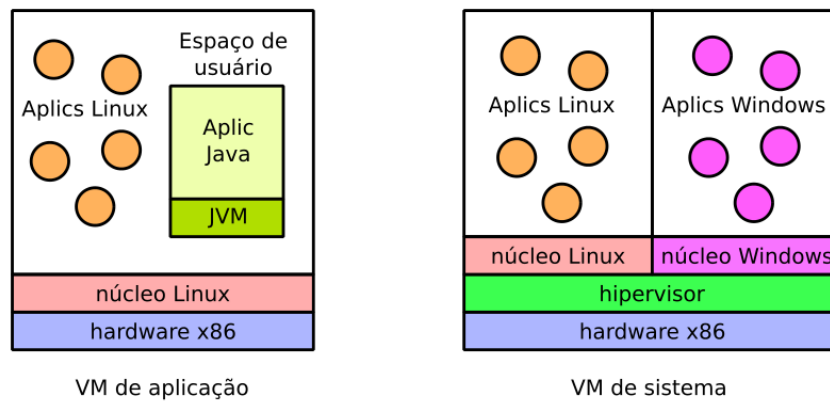 Espaço de
usuário
Aplics Linux
Aplic
Java
JVM
núcleo Linux
hardware x86
VM de aplicação
Aplics Linux
Aplics Windows
núcleo Linux
núcleo Windows
hipervisor
hardware x86
VM de sistema